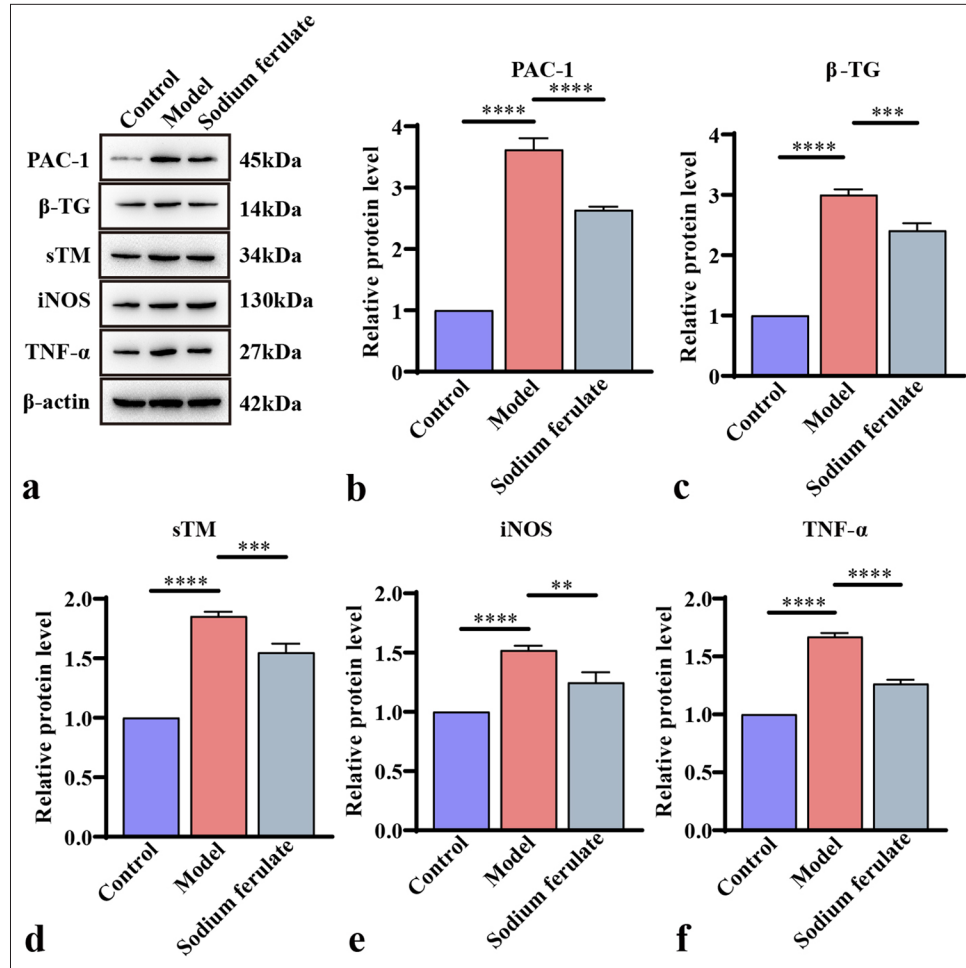 Control Model Sodium ferulate
PAC-1 45kDa
β-TG 14kDa
sTM 34kDa
iNOS 130kDa
TNF-α 27kDa
β-actin 42kDa
a
PAC-1
**** ****
Relative protein level
4
3
2
1
0
Control Model Sodium ferulate
b
β-TG
**** ***
Relative protein level
4
3
2
1
0
Control Model Sodium ferulate
c
sTM
**** ***
Relative protein level
2.0
1.5
1.0
0.5
0.0
Control Model Sodium ferulate
d
iNOS
**** **
Relative protein level
2.0
1.5
1.0
0.5
0.0
Control Model Sodium ferulate
e
TNF-α
**** ****
Relative protein level
2.0
1.5
1.0
0.5
0.0
Control Model Sodium ferulate
f